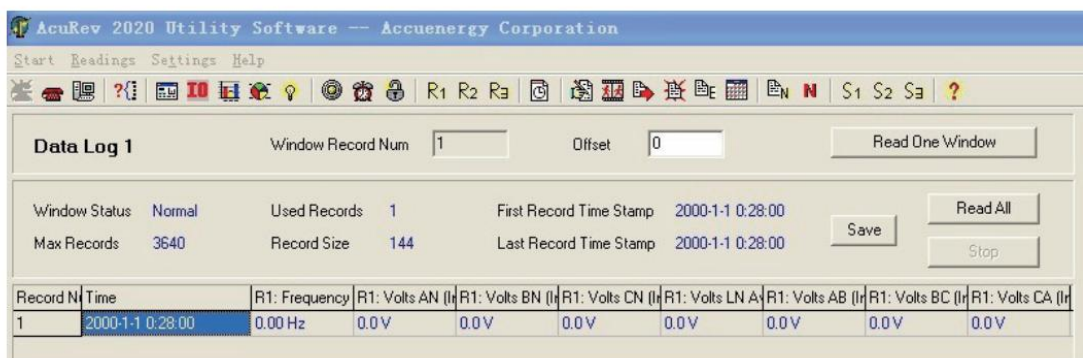 AcuRev 2020 Utility Software -- Accuenergy Corporation
Start Readings Settings Help
?{} IO R1 R2 R3 E N N S1 S2 S3 ?
Data Log 1 Window Record Num 1 Offset 0 Read One Window
Window Status Normal Used Records 1 First Record Time Stamp 2000-1-1 0:28:00 Read All
Save
Max Records 3640 Record Size 144 Last Record Time Stamp 2000-1-1 0:28:00 Stop
Record N Time R1: Frequency R1: Volts AN (I R1: Volts BN (I R1: Volts CN (I R1: Volts LN A R1: Volts AB (I R1: Volts BC (I R1: Volts CA (I
1 2000-1-1 0:28:00 0.00 Hz 0.0 V 0.0 V 0.0 V 0.0 V 0.0 V 0.0 V 0.0 V